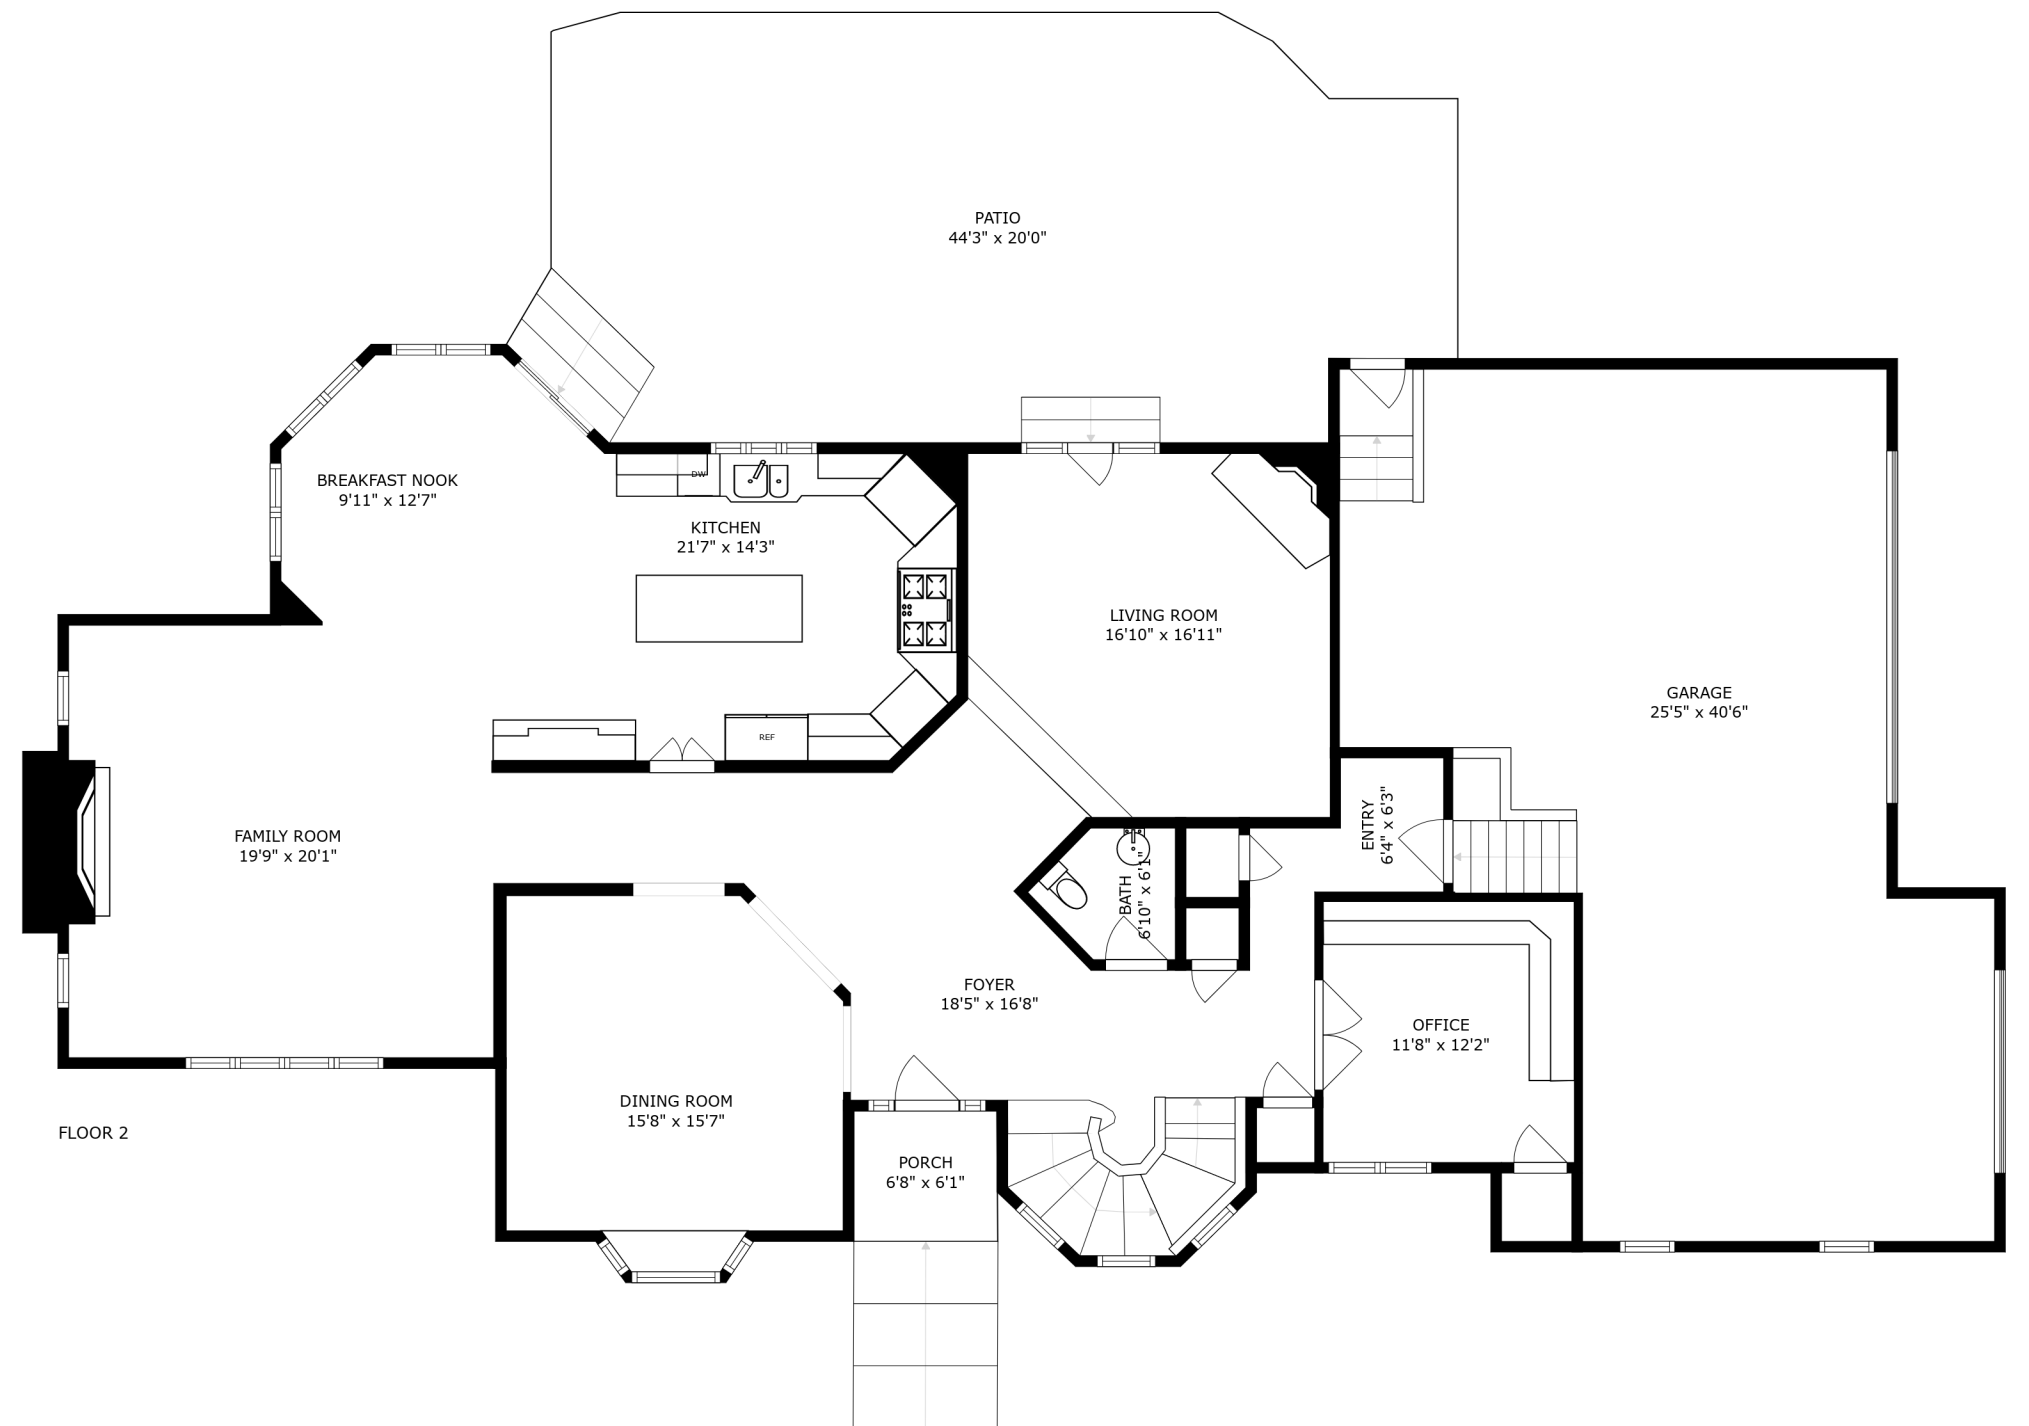 PATIO
44'3" x 20'0"
BREAKFAST NOOK
9'11" x 12'7"
DW
KITCHEN
21'7" x 14'3"
LIVING ROOM
16'10" x 16'11"
GARAGE
25'5" x 40'6"
REF
FAMILY ROOM
19'9" x 20'1"
ENTRY
6'4" x 6'3"
BATH
6'10" x 6'1"
FOYER
18'5" x 16'8"
OFFICE
11'8" x 12'2"
DINING ROOM
15'8" x 15'7"
FLOOR 2
PORCH
6'8" x 6'1"